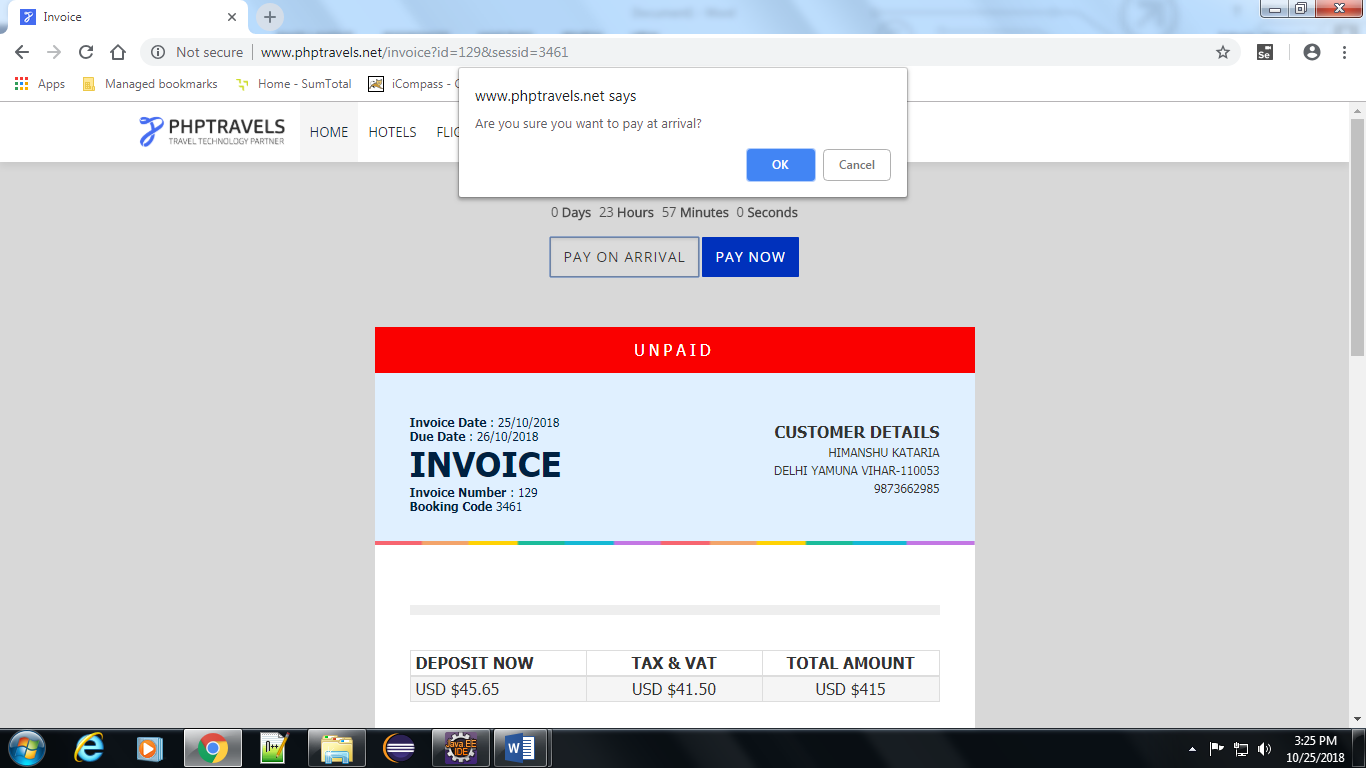 Invoice
Not secure
www.phptravels.net/invoice?id=129&sessid=3461
Se
Apps
Managed bookmarks
Home - SumTotal
iCompass -
www.phptravels.net says
Are you sure you want to pay at arrival?
OK
Cancel
PHPTRAVELS
TRAVEL TECHNOLOGY PARTNER
HOME
HOTELS
0 Days 23 Hours 57 Minutes 0 Seconds
PAY ON ARRIVAL
PAY NOW
UNPAID
Invoice Date : 25/10/2018
Due Date : 26/10/2018
INVOICE
Invoice Number : 129
Booking Code 3461
CUSTOMER DETAILS
HIMANSHU KATARIA
DELHI YAMUNA VIHAR-110053
9873662985
DEPOSIT NOW TAX & VAT TOTAL AMOUNT
USD $45.65 USD $41.50 USD $415
Java EE
IDE
3:25 PM
10/25/2018